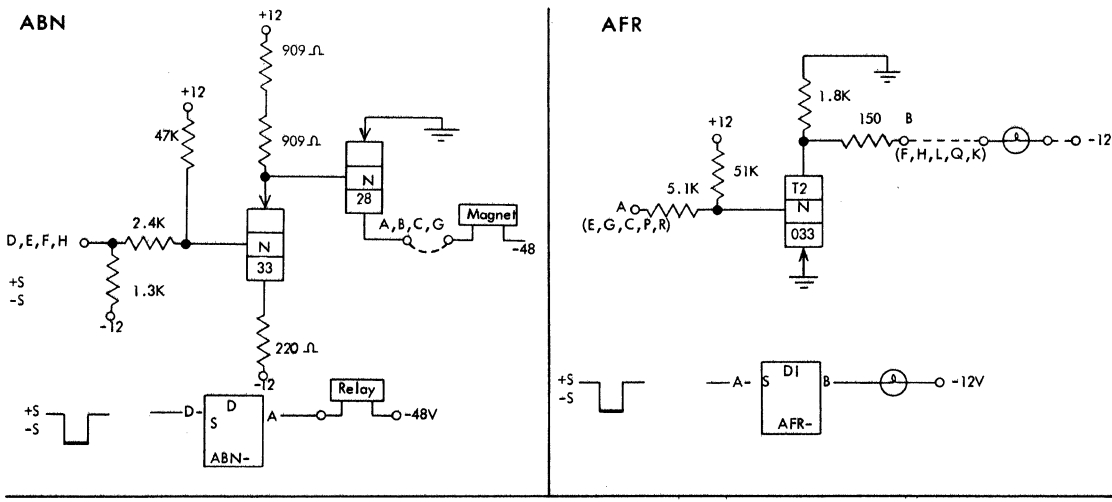 ABN
+12
909 Ω
+12
47K
909 Ω
N
28
2.4K
A, B, C, G
Magnet
-48
D, E, F, H
N
33
+S
-S
1.3K
-12
220 Ω
-12
Relay
+S
-S
D-
D
S
A
-48V
ABN-
AFR
1.8K
150
B
+12
-12
(F, H, L, Q, K)
51K
5.1K
T2
A
N
(E, G, C, P, R)
033
+S
-S
A-
S
D1
B
-12V
AFR-